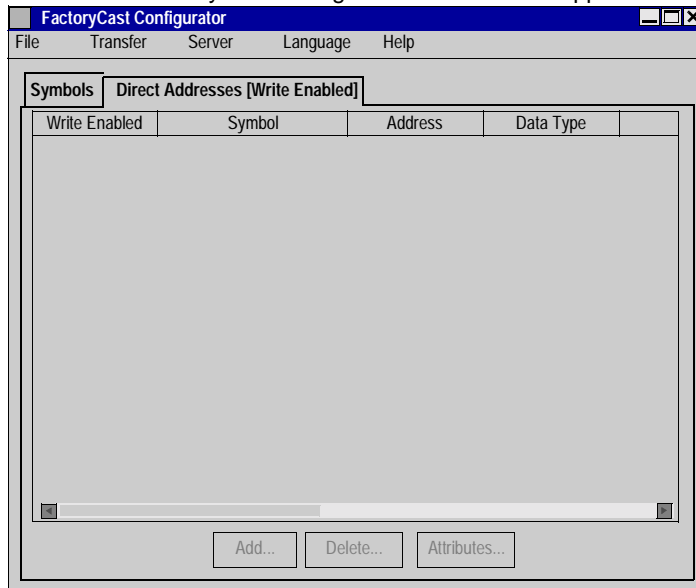 FactoryCast Configurator
File Transfer Server Language Help
Symbols Direct Addresses [Write Enabled]
Write Enabled Symbol Address Data Type
Add... Delete... Attributes...